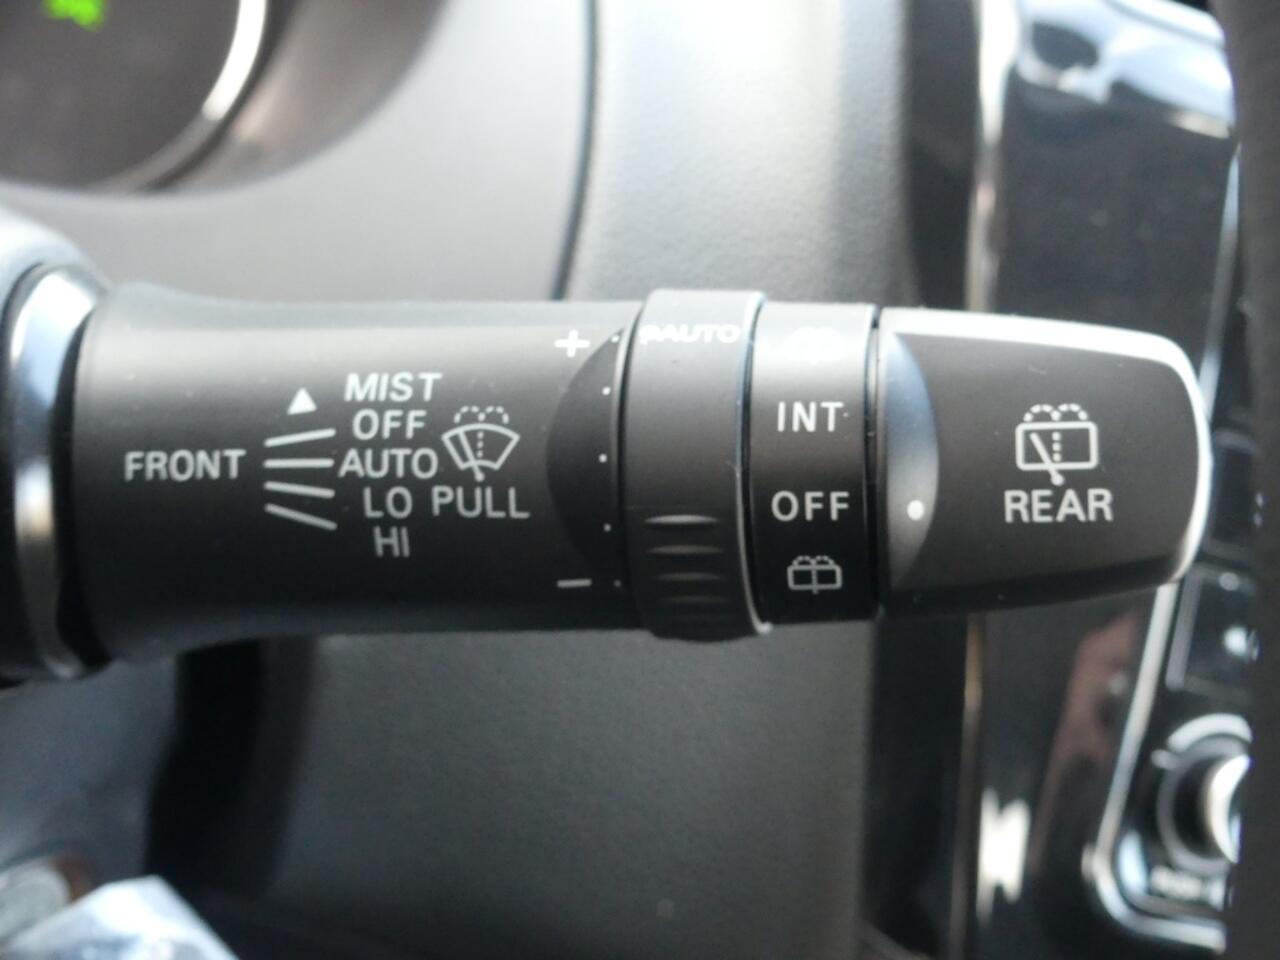 MIST
OFF
FRONT AUTO
LO PULL
HI
+
−
AUTO
INT
OFF
REAR